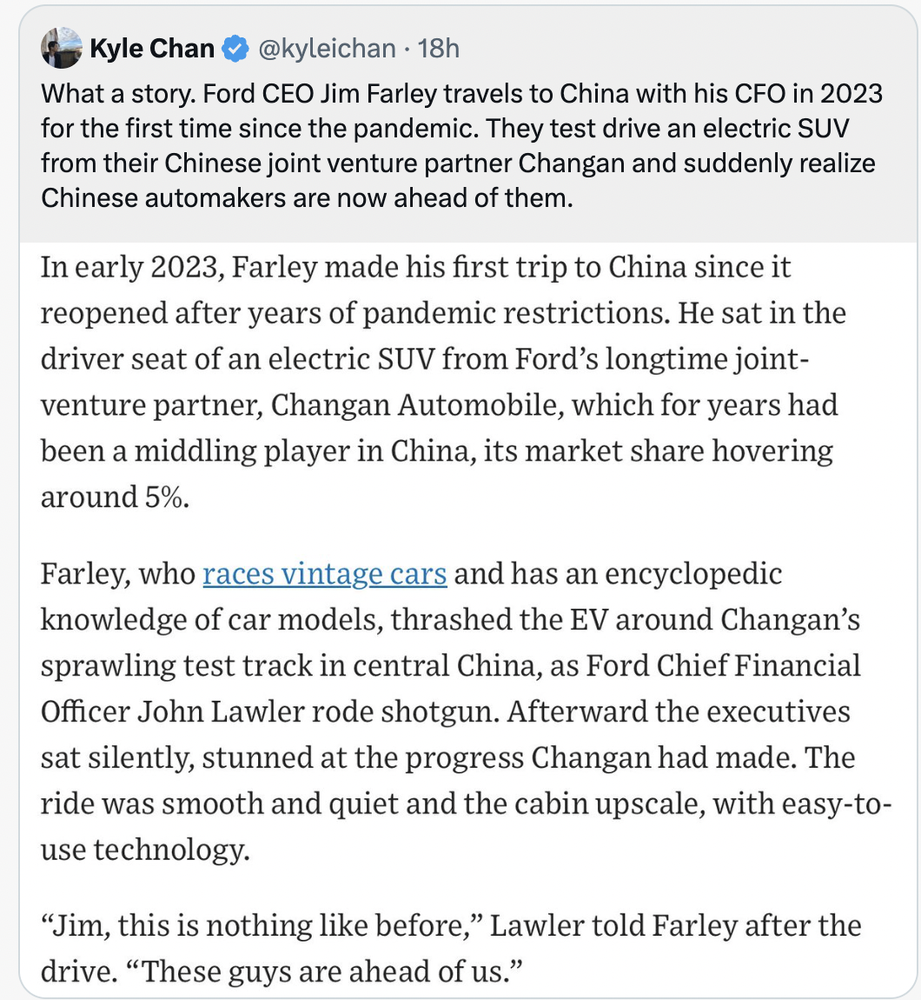 Kyle Chan @kyleichan · 18h
What a story. Ford CEO Jim Farley travels to China with his CFO in 2023
for the first time since the pandemic. They test drive an electric SUV
from their Chinese joint venture partner Changan and suddenly realize
Chinese automakers are now ahead of them.
In early 2023, Farley made his first trip to China since it
reopened after years of pandemic restrictions. He sat in the
driver seat of an electric SUV from Ford’s longtime joint-
venture partner, Changan Automobile, which for years had
been a middling player in China, its market share hovering
around 5%.
Farley, who races vintage cars and has an encyclopedic
knowledge of car models, thrashed the EV around Changan’s
sprawling test track in central China, as Ford Chief Financial
Officer John Lawler rode shotgun. Afterward the executives
sat silently, stunned at the progress Changan had made. The
ride was smooth and quiet and the cabin upscale, with easy-to-
use technology.
“Jim, this is nothing like before,” Lawler told Farley after the
drive. “These guys are ahead of us.”